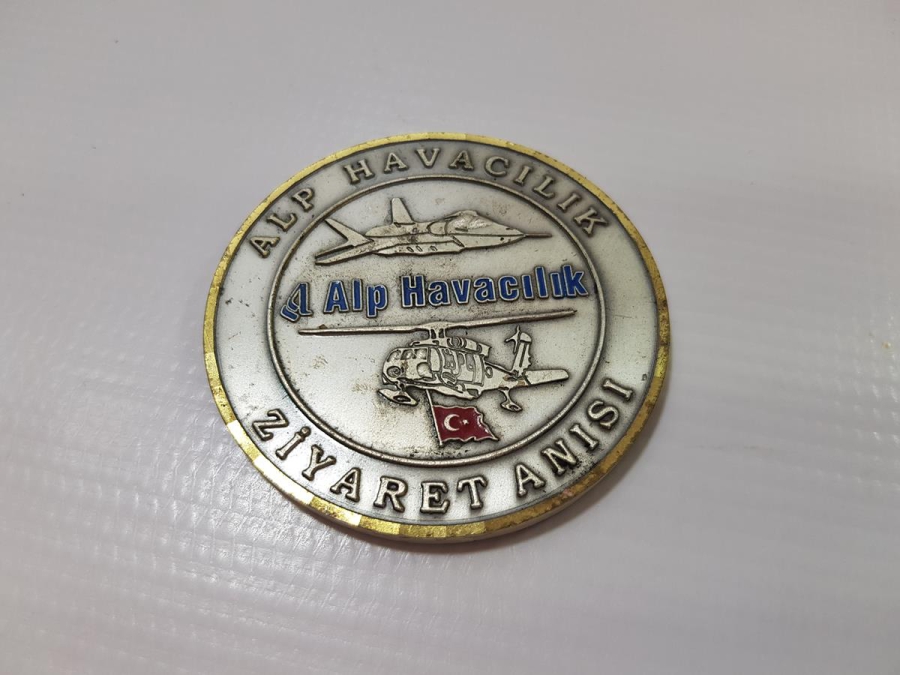 ALP HAVACILIK
Alp Havacılık
ZİYARET ANISI